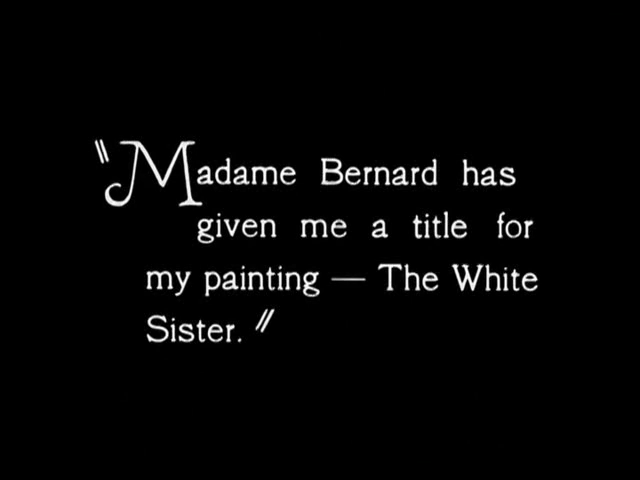 "Madame Bernard has
given me a title for
my painting — The White
Sister."